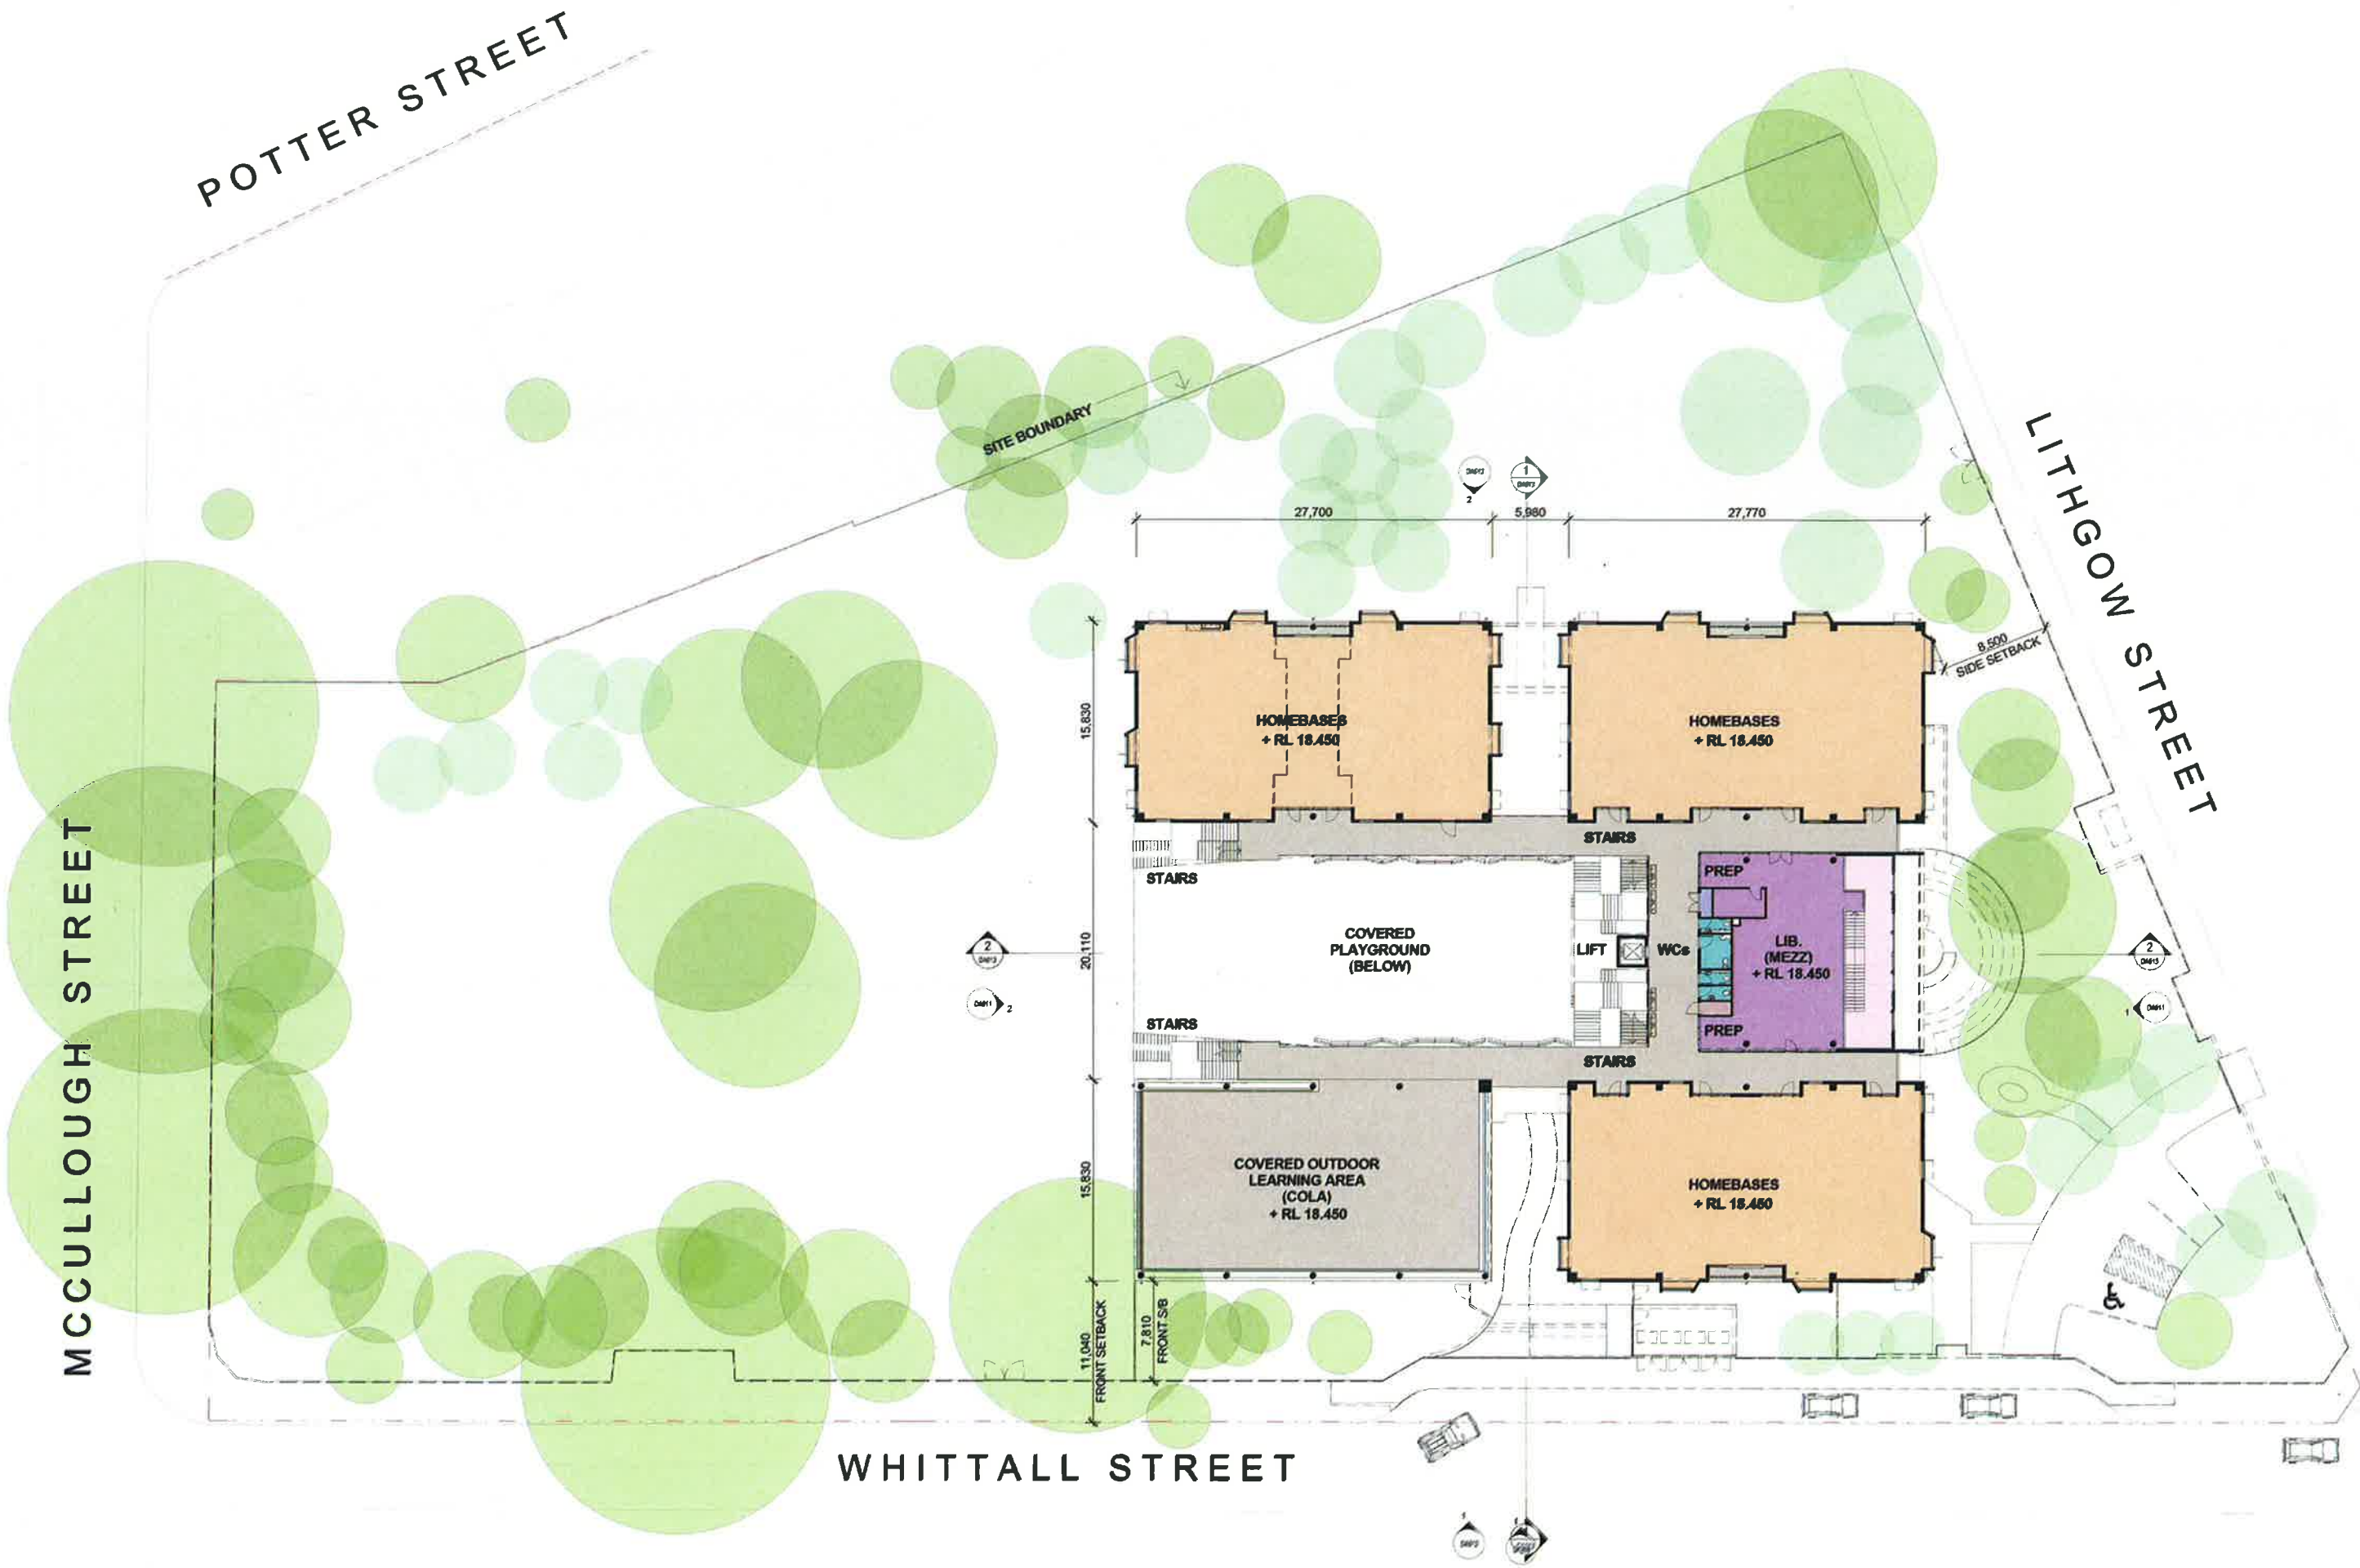 POTTER STREET
SITE BOUNDARY
LITHGOW STREET
2
1
27,700
5,980
27,770
8,500
SIDE SETBACK
15,830
HOMEBASES
+ RL 18.450
HOMEBASES
+ RL 18.450
STAIRS
STAIRS
PREP
MCCULLOUGH STREET
20,110
COVERED
PLAYGROUND
(BELOW)
LIFT
WCs
LIB.
(MEZZ)
+ RL 18.450
2
2
2
1
STAIRS
PREP
STAIRS
15,830
COVERED OUTDOOR
LEARNING AREA
(COLA)
+ RL 18.450
HOMEBASES
+ RL 18.450
11,040
FRONT SETBACK
7,810
FRONT S/B
WHITTALL STREET
1